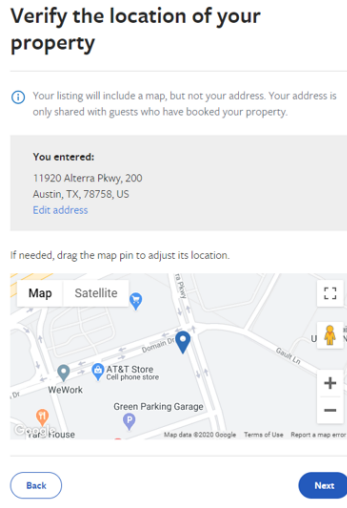 Verify the location of your
property
Your listing will include a map, but not your address. Your address is
only shared with guests who have booked your property.
You entered:
11920 Alterra Pkwy, 200
Austin, TX, 78758, US
Edit address
If needed, drag the map pin to adjust its location.
Map Satellite
ra Pkwy
Domain Dr
Gault Ln
AT&T Store
Cell phone store
WeWork
Green Parking Garage
Google
Yard House
Map data ©2020 Google Terms of Use Report a map error
Back Next